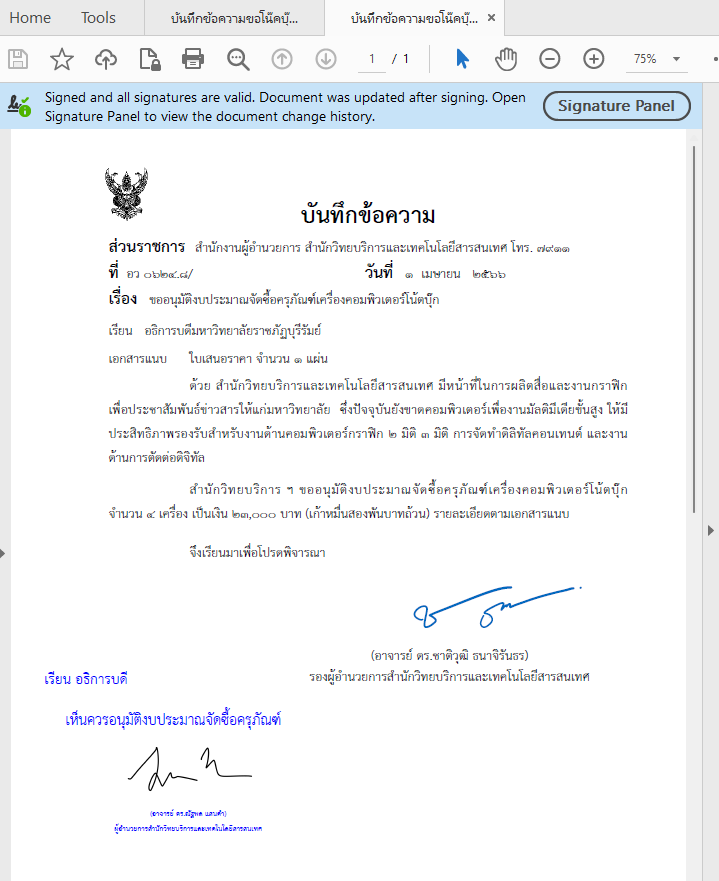 Home Tools บันทึกข้อความขอโน๊คบุ๊... บันทึกข้อความขอโน๊คบุ๊... ×
1 / 1 75%
Signed and all signatures are valid. Document was updated after signing. Open
Signature Panel to view the document change history.
Signature Panel
บันทึกข้อความ
ส่วนราชการ สำนักงานผู้อำนวยการ สำนักวิทยบริการและเทคโนโลยีสารสนเทศ โทร. ๗๙๑๑
ที่ อว ๐๖๒๔.๘/ วันที่ ๑ เมษายน ๒๕๖๖
เรื่อง ขออนุมัติงบประมาณจัดซื้อครุภัณฑ์เครื่องคอมพิวเตอร์โน้ตบุ๊ก
เรียน อธิการบดีมหาวิทยาลัยราชภัฏบุรีรัมย์
เอกสารแนบ ใบเสนอราคา จำนวน ๑ แผ่น
ด้วย สำนักวิทยบริการและเทคโนโลยีสารสนเทศ มีหน้าที่ในการผลิตสื่อและงานกราฟิก
เพื่อประชาสัมพันธ์ข่าวสารให้แก่มหาวิทยาลัย ซึ่งปัจจุบันยังขาดคอมพิวเตอร์เพื่องานมัลติมีเดียขั้นสูง ให้มี
ประสิทธิภาพรองรับสำหรับงานด้านคอมพิวเตอร์กราฟิก ๒ มิติ ๓ มิติ การจัดทำดิลิทัลคอนเทนต์ และงาน
ด้านการตัดต่อดิจิทัล
สำนักวิทยบริการ ฯ ขออนุมัติงบประมาณจัดซื้อครุภัณฑ์เครื่องคอมพิวเตอร์โน้ตบุ๊ก
จำนวน ๔ เครื่อง เป็นเงิน ๒๓,๐๐๐ บาท (เก้าหมื่นสองพันบาทถ้วน) รายละเอียดตามเอกสารแนบ
จึงเรียนมาเพื่อโปรดพิจารณา
(อาจารย์ ดร.ชาติวุฒิ ธนาจิรันธร)
รองผู้อำนวยการสำนักวิทยบริการและเทคโนโลยีสารสนเทศ
เรียน อธิการบดี
เห็นควรอนุมัติงบประมาณจัดซื้อครุภัณฑ์
(อาจารย์ ดร.ณัฐพล แสนคำ)
ผู้อำนวยการสำนักวิทยบริการและเทคโนโลยีสารสนเทศ